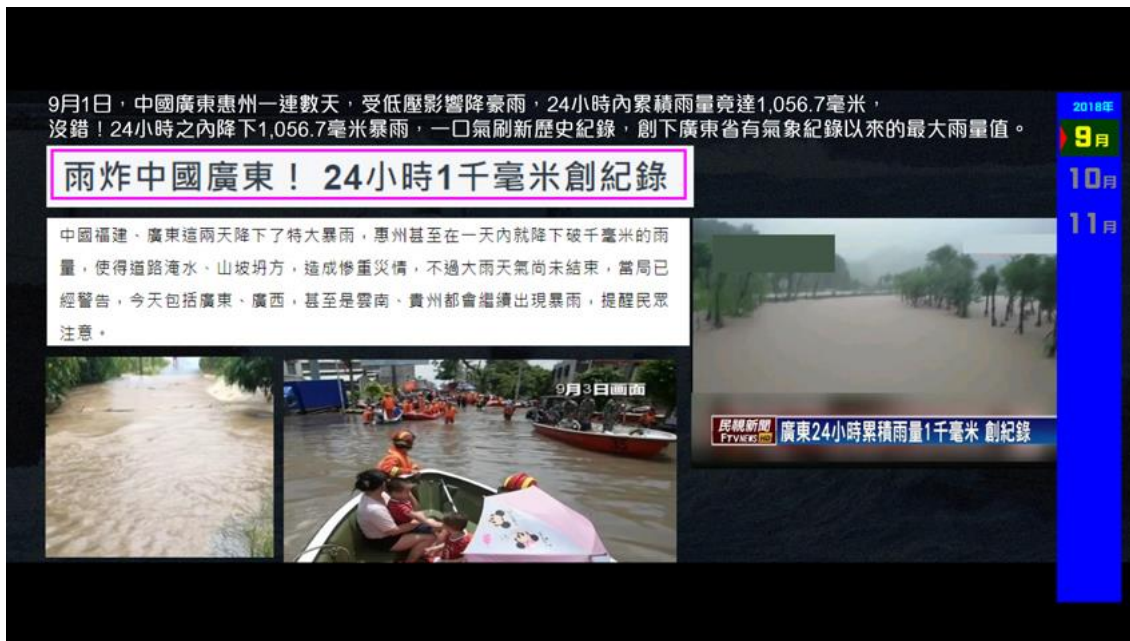 9月1日，中國廣東惠州一連數天，受低壓影響降豪雨，24小時內累積雨量竟達1,056.7毫米，
沒錯！24小時之內降下1,056.7毫米暴雨，一口氣刷新歷史紀錄，創下廣東省有氣象紀錄以來的最大雨量值。
2018年
9月
10月
11月
雨炸中國廣東！ 24小時1千毫米創紀錄
中國福建、廣東這兩天降下了特大暴雨，惠州甚至在一天內就降下破千毫米的雨
量，使得道路淹水、山坡坍方，造成慘重災情，不過大雨天氣尚未結束，當局已
經警告，今天包括廣東、廣西，甚至是雲南、貴州都會繼續出現暴雨，提醒民眾
注意。
9月3日画面
民視新聞
FTVNEWS HD
廣東24小時累積雨量1千毫米 創紀錄